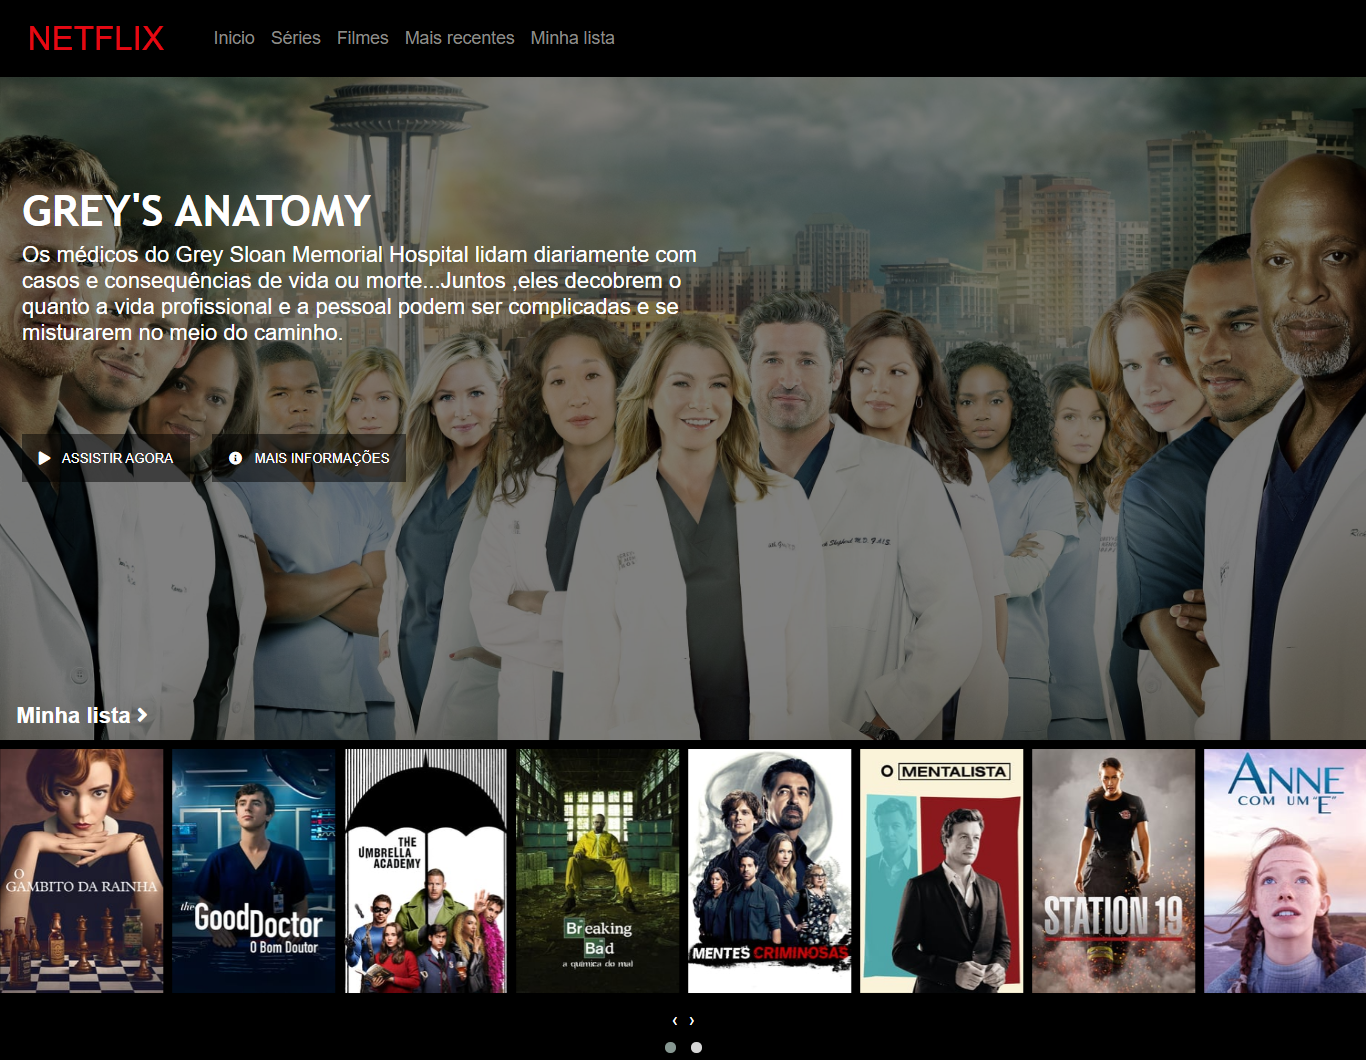 NETFLIX
Inicio Séries Filmes Mais recentes Minha lista
GREY'S ANATOMY
Os médicos do Grey Sloan Memorial Hospital lidam diariamente com
casos e consequências de vida ou morte...Juntos ,eles decobrem o
quanto a vida profissional e a pessoal podem ser complicadas e se
misturarem no meio do caminho.
ASSISTIR AGORA
MAIS INFORMAÇÕES
Minha lista
O
GAMBITO DA RAINHA
the
Good Doctor
O Bom Doutor
THE
UMBRELLA
ACADEMY
Breaking
Bad
a química do mal
MENTES CRIMINOSAS
O MENTALISTA
STATION 19
ANNE
COM UM "E"